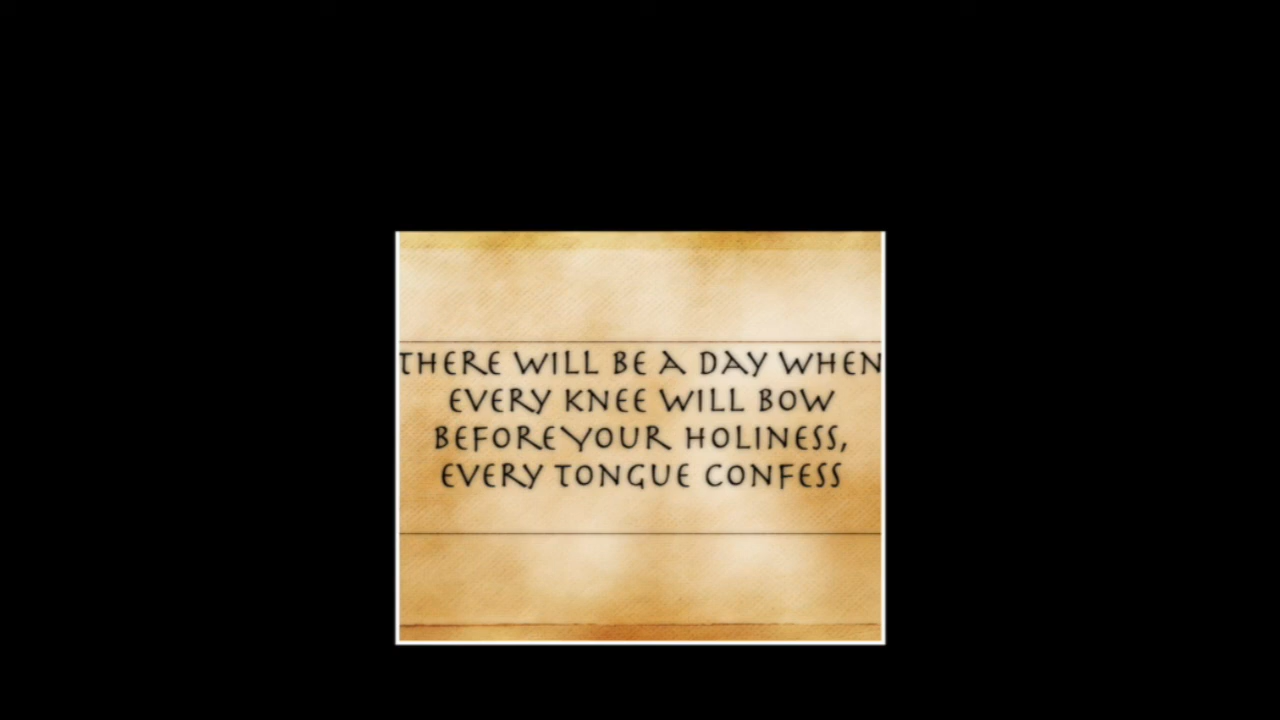 THERE WILL BE A DAY WHEN
EVERY KNEE WILL BOW
BEFORE YOUR HOLINESS,
EVERY TONGUE CONFESS